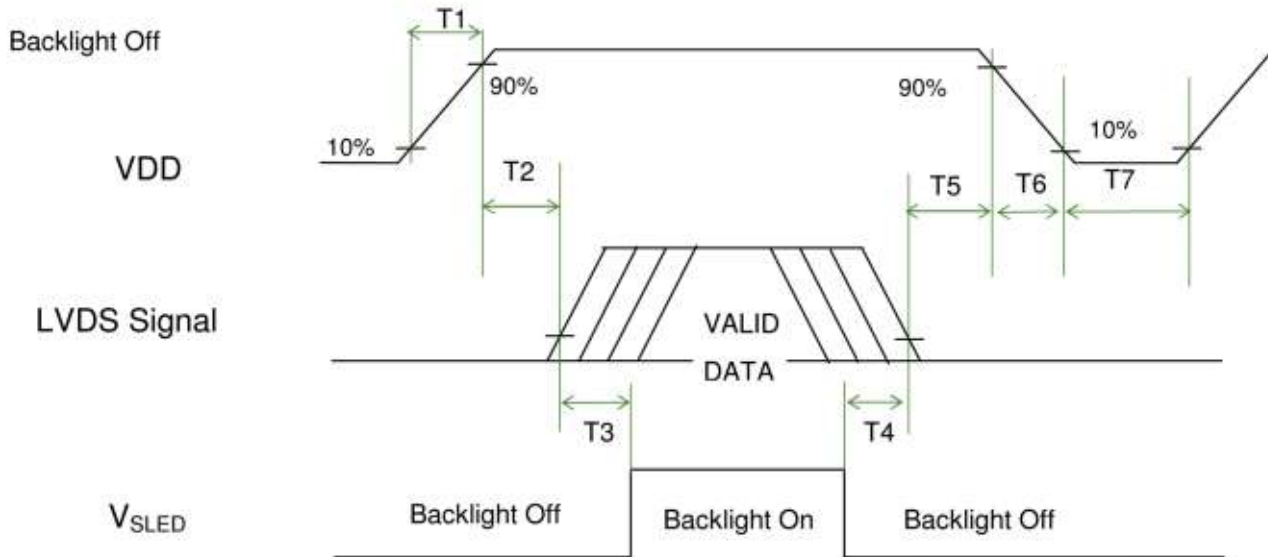 T1
Backlight Off
90%
90%
10%
10%
VDD
T2
T5
T6
T7
LVDS Signal
VALID
DATA
T3
T4
VSLED
Backlight Off
Backlight On
Backlight Off